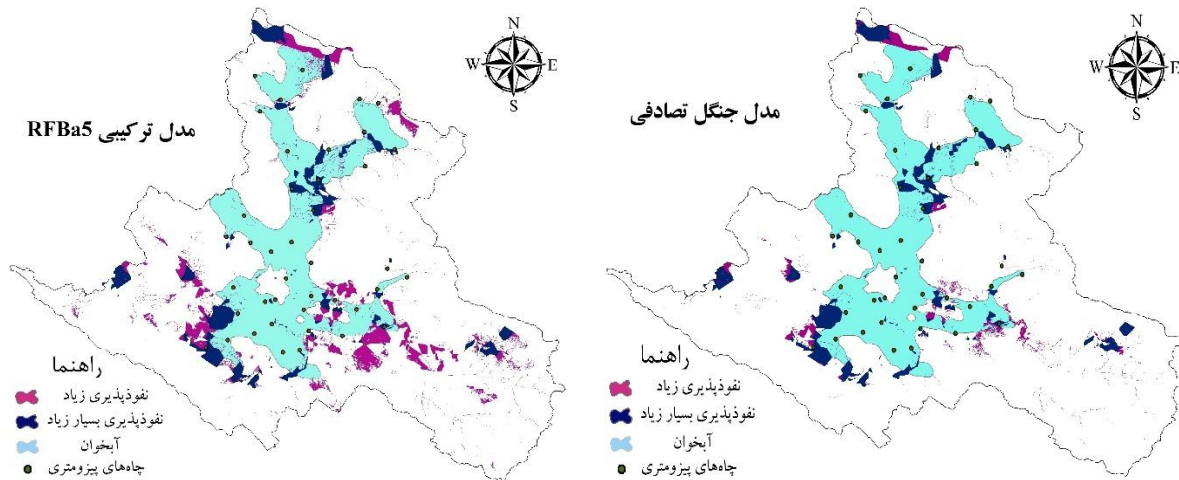 N
W E
S
مدل ترکیبی RFBa5
راهنما
نفوذپذیری زیاد
نفوذپذیری بسیار زیاد
آبخوان
چاه‌های پیزومتری
N
W E
S
مدل جنگل تصادفی
راهنما
نفوذپذیری زیاد
نفوذپذیری بسیار زیاد
آبخوان
چاه‌های پیزومتری